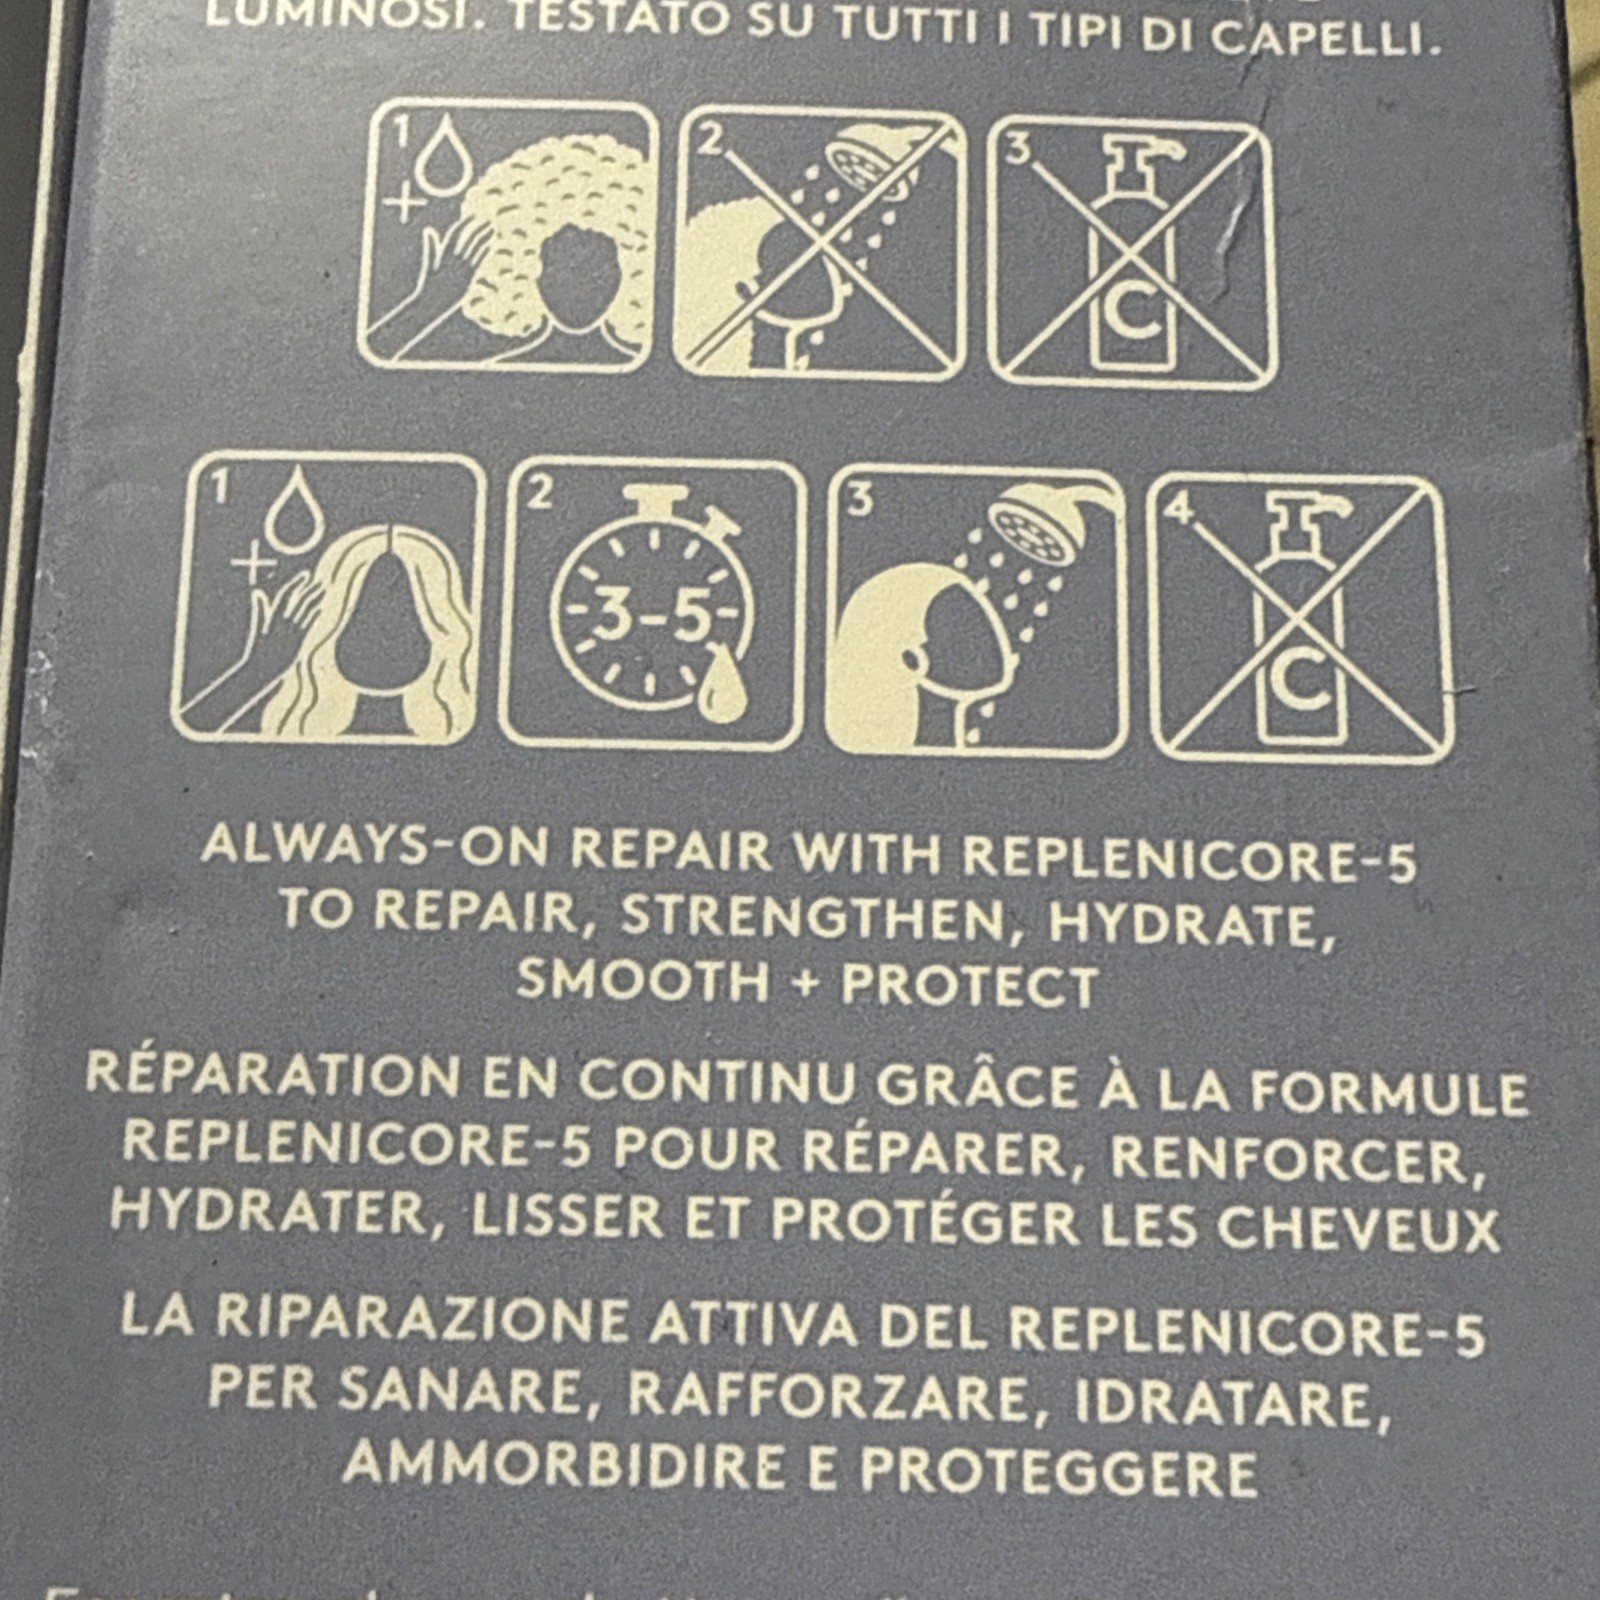 LUMINOSI. TESTATO SU TUTTI I TIPI DI CAPELLI.
1 2 3
C
1 2 3 4
3-5
C
ALWAYS-ON REPAIR WITH REPLENICORE-5
TO REPAIR, STRENGTHEN, HYDRATE,
SMOOTH + PROTECT
RÉPARATION EN CONTINU GRÂCE À LA FORMULE
REPLENICORE-5 POUR RÉPARER, RENFORCER,
HYDRATER, LISSER ET PROTÉGER LES CHEVEUX
LA RIPARAZIONE ATTIVA DEL REPLENICORE-5
PER SANARE, RAFFORZARE, IDRATARE,
AMMORBIDIRE E PROTEGGERE